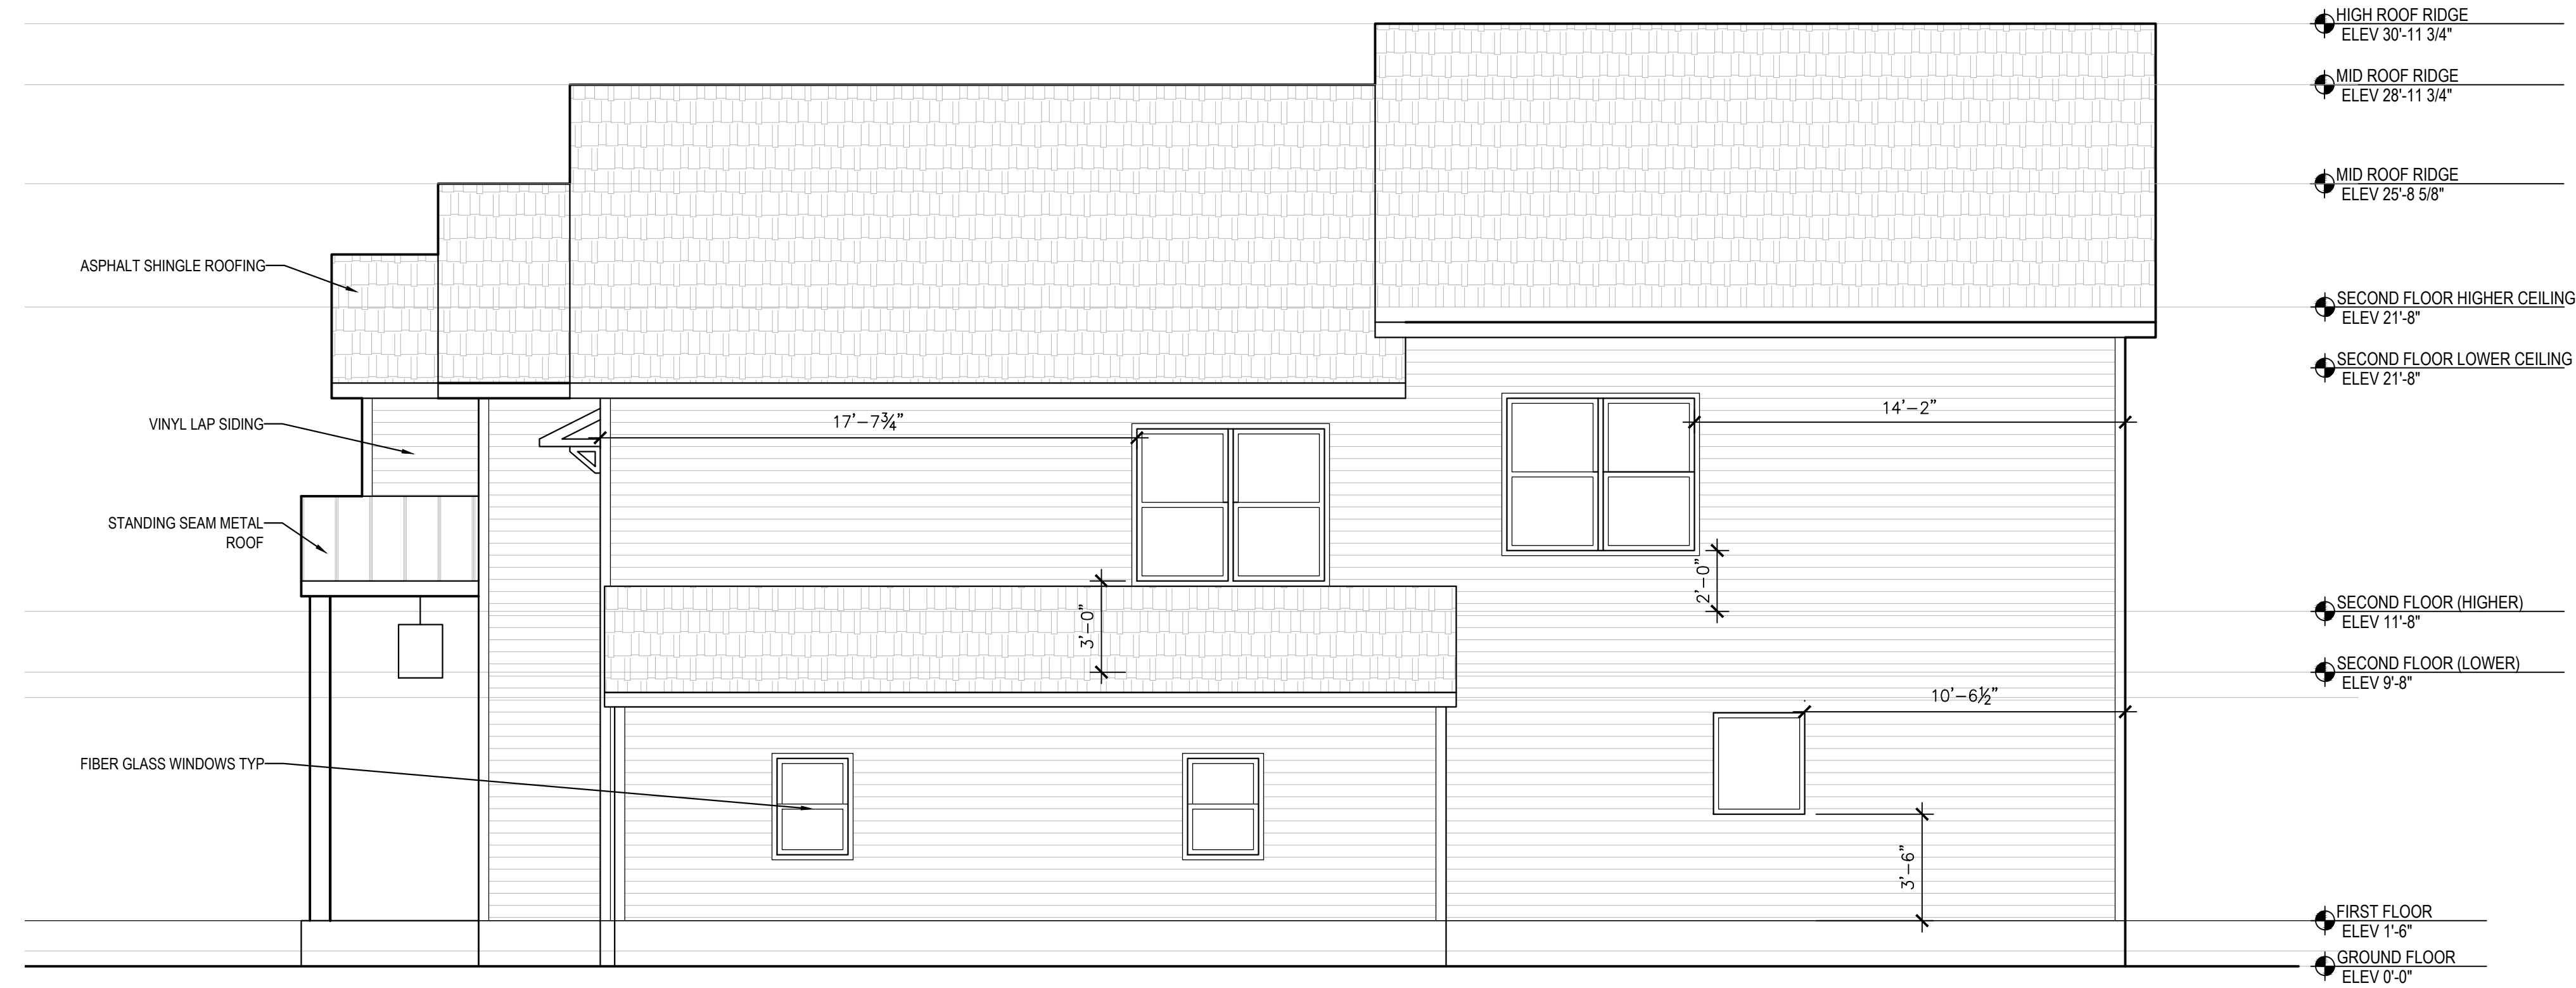 HIGH ROOF RIDGE
ELEV 30'-11 3/4"
MID ROOF RIDGE
ELEV 28'-11 3/4"
MID ROOF RIDGE
ELEV 25'-8 5/8"
ASPHALT SHINGLE ROOFING
SECOND FLOOR HIGHER CEILING
ELEV 21'-8"
SECOND FLOOR LOWER CEILING
ELEV 21'-8"
VINYL LAP SIDING
17'-7¾"
14'-2"
STANDING SEAM METAL
ROOF
2'-0"
3'-0"
SECOND FLOOR (HIGHER)
ELEV 11'-8"
SECOND FLOOR (LOWER)
ELEV 9'-8"
10'-6½"
FIBER GLASS WINDOWS TYP
3'-6"
FIRST FLOOR
ELEV 1'-6"
GROUND FLOOR
ELEV 0'-0"